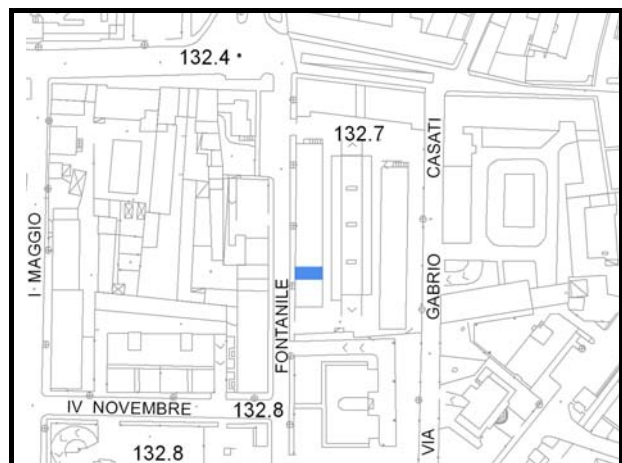 132.4
132.7
CASATI
I MAGGIO
GABRIO
FONTANILE
IV NOVEMBRE
132.8
VIA
132.8